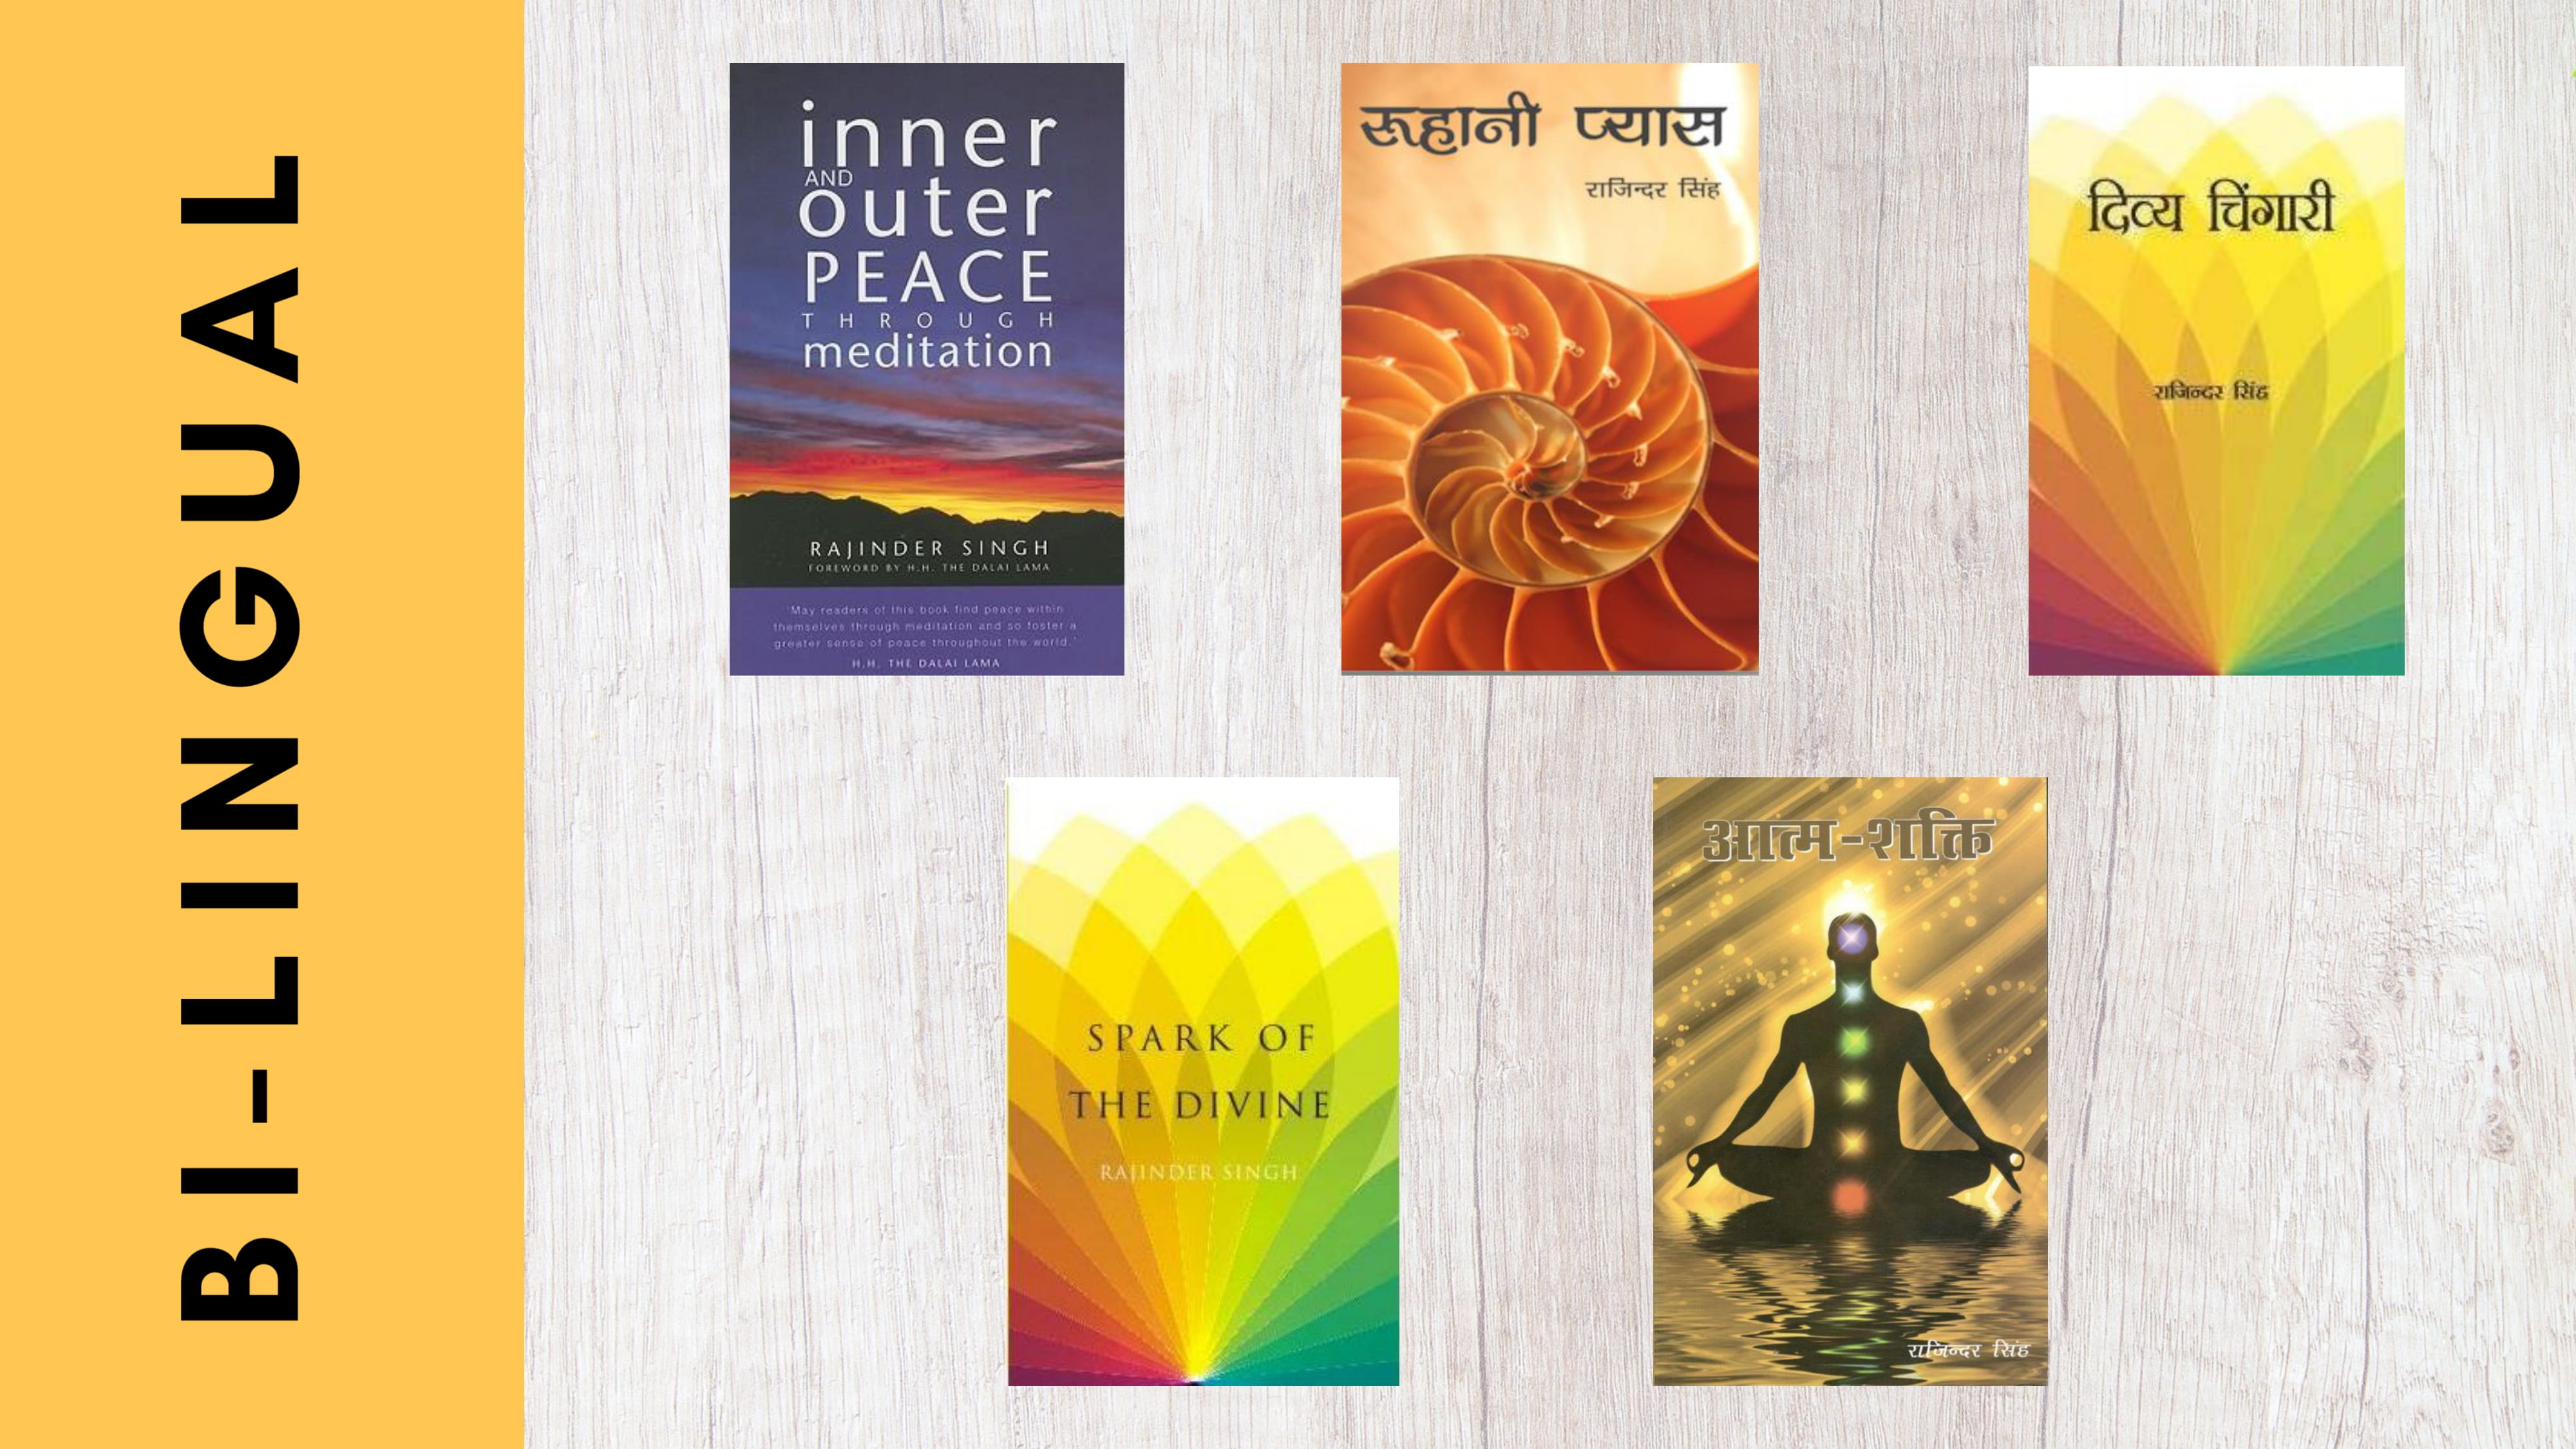 BI-LINGUAL
inner
AND
outer
PEACE
THROUGH
meditation
RAJINDER SINGH
FOREWORD BY H.H. THE DALAI LAMA
'May readers of this book find peace within
themselves through meditation and so foster a
greater sense of peace throughout the world.'
H.H. THE DALAI LAMA
रूहानी प्यास
राजिन्दर सिंह
दिव्य चिंगारी
राजिन्दर सिंह
SPARK OF
THE DIVINE
RAJINDER SINGH
आत्म-शक्ति
राजिन्दर सिंह